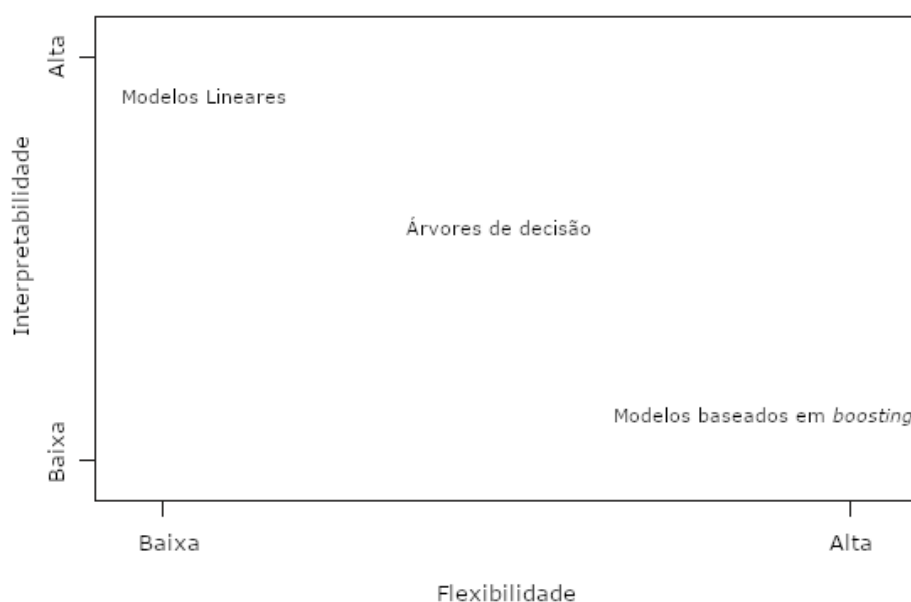 Alta
Modelos Lineares
Interpretabilidade
Árvores de decisão
Modelos baseados em boosting
Baixa
Baixa
Alta
Flexibilidade